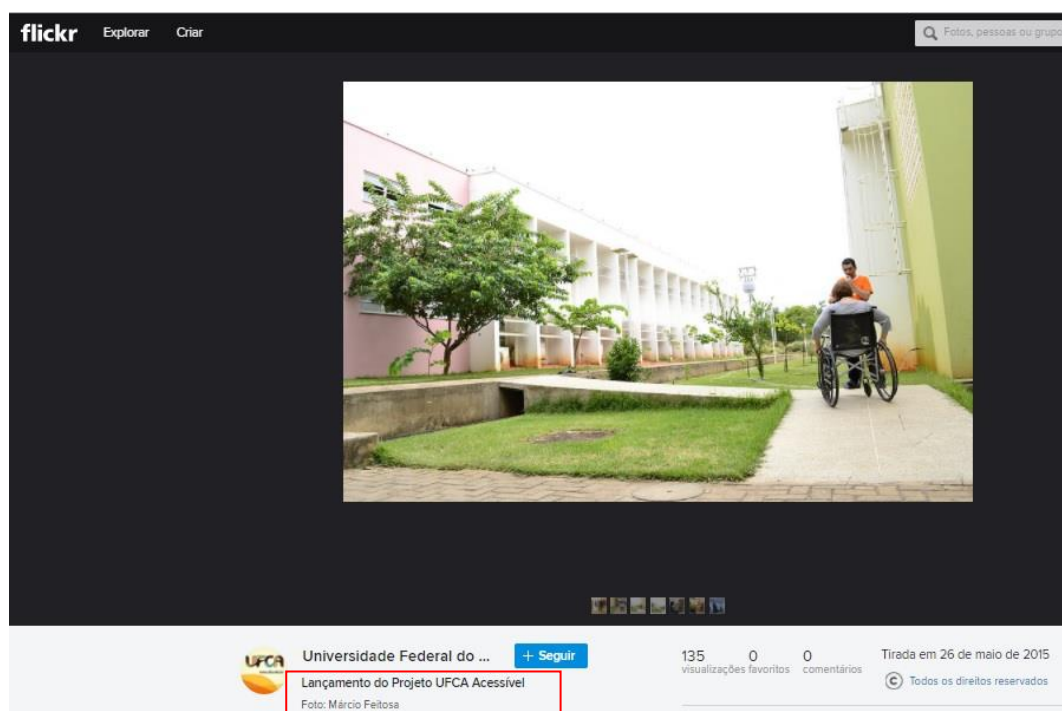 flickr Explorar Criar Fotos, pessoas ou grupo
UFCA
Universidade Federal do ... + Seguir
Lançamento do Projeto UFCA Acessível
Foto: Márcio Feitosa
135 0 0
visualizações favoritos comentários
Tirada em 26 de maio de 2015
© Todos os direitos reservados